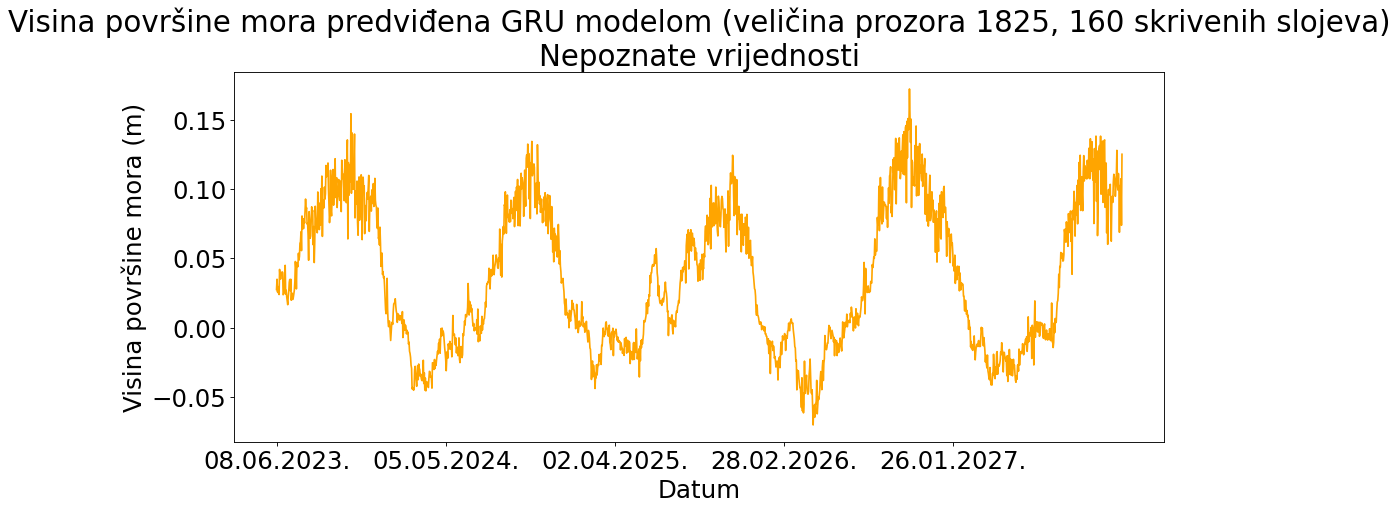 Visina površine mora predviđena GRU modelom (veličina prozora 1825, 160 skrivenih slojeva)
Nepoznate vrijednosti
Visina površine mora (m)
0.15
0.10
0.05
0.00
−0.05
08.06.2023. 05.05.2024. 02.04.2025. 28.02.2026. 26.01.2027.
Datum